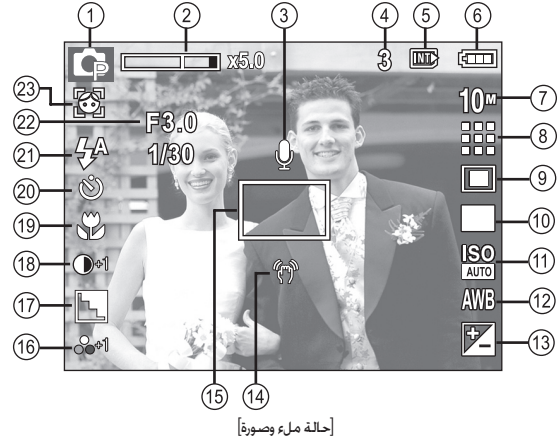 ① ② ③ ④ ⑤ ⑥
P x5.0 3 INT
㉓ 10M ⑦
㉒ F3.0 ⑧
㉑ A 1/30 ⑨
⑳ ⑩
⑲ ISO AUTO ⑪
⑱ +1 AWB ⑫
⑰ ⑬
⑯ +1
⑮ ⑭
[حالة ملء وصورة]